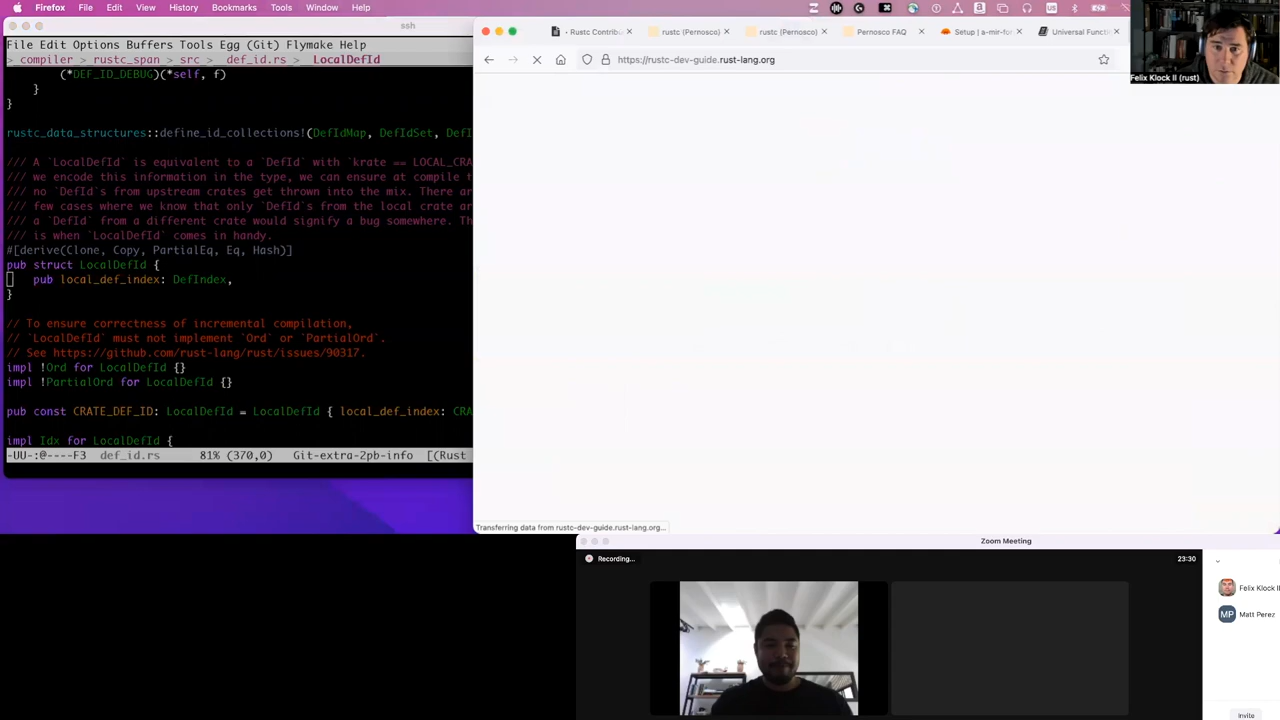 Firefox File Edit View History Bookmarks Tools Window Help
ssh
File Edit Options Buffers Tools Egg (Git) Flymake Help
> compiler > rustc_span > src > def_id.rs > LocalDefId
(*DEF_ID_DEBUG)(*self, f)
}
}
rustc_data_structures::define_id_collections!(DefIdMap, DefIdSet, DefI
/// A `LocalDefId` is equivalent to a `DefId` with `krate == LOCAL_CRA
/// we encode this information in the type, we can ensure at compile t
/// no `DefId`s from upstream crates get thrown into the mix. There ar
/// few cases where we know that only `DefId`s from the local crate ar
/// a `DefId` from a different crate would signify a bug somewhere. Th
/// is when `LocalDefId` comes in handy.
#[derive(Clone, Copy, PartialEq, Eq, Hash)]
pub struct LocalDefId {
pub local_def_index: DefIndex,
}
// To ensure correctness of incremental compilation,
// `LocalDefId` must not implement `Ord` or `PartialOrd`.
// See https://github.com/rust-lang/rust/issues/90317.
impl !Ord for LocalDefId {}
impl !PartialOrd for LocalDefId {}
pub const CRATE_DEF_ID: LocalDefId = LocalDefId { local_def_index: CRA
impl Idx for LocalDefId {
-UU-:@----F3 def_id.rs 81% (370,0) Git-extra-2pb-info [(Rust
- Rustc Contribu rustc (Pernosco) rustc (Pernosco) Pernosco FAQ Setup | a-mir-for Universal Functi
https://rustc-dev-guide.rust-lang.org
Transferring data from rustc-dev-guide.rust-lang.org...
US
Felix Klock II (rust)
Zoom Meeting
Recording... 23:30
Felix Klock II
MP Matt Perez
Invite